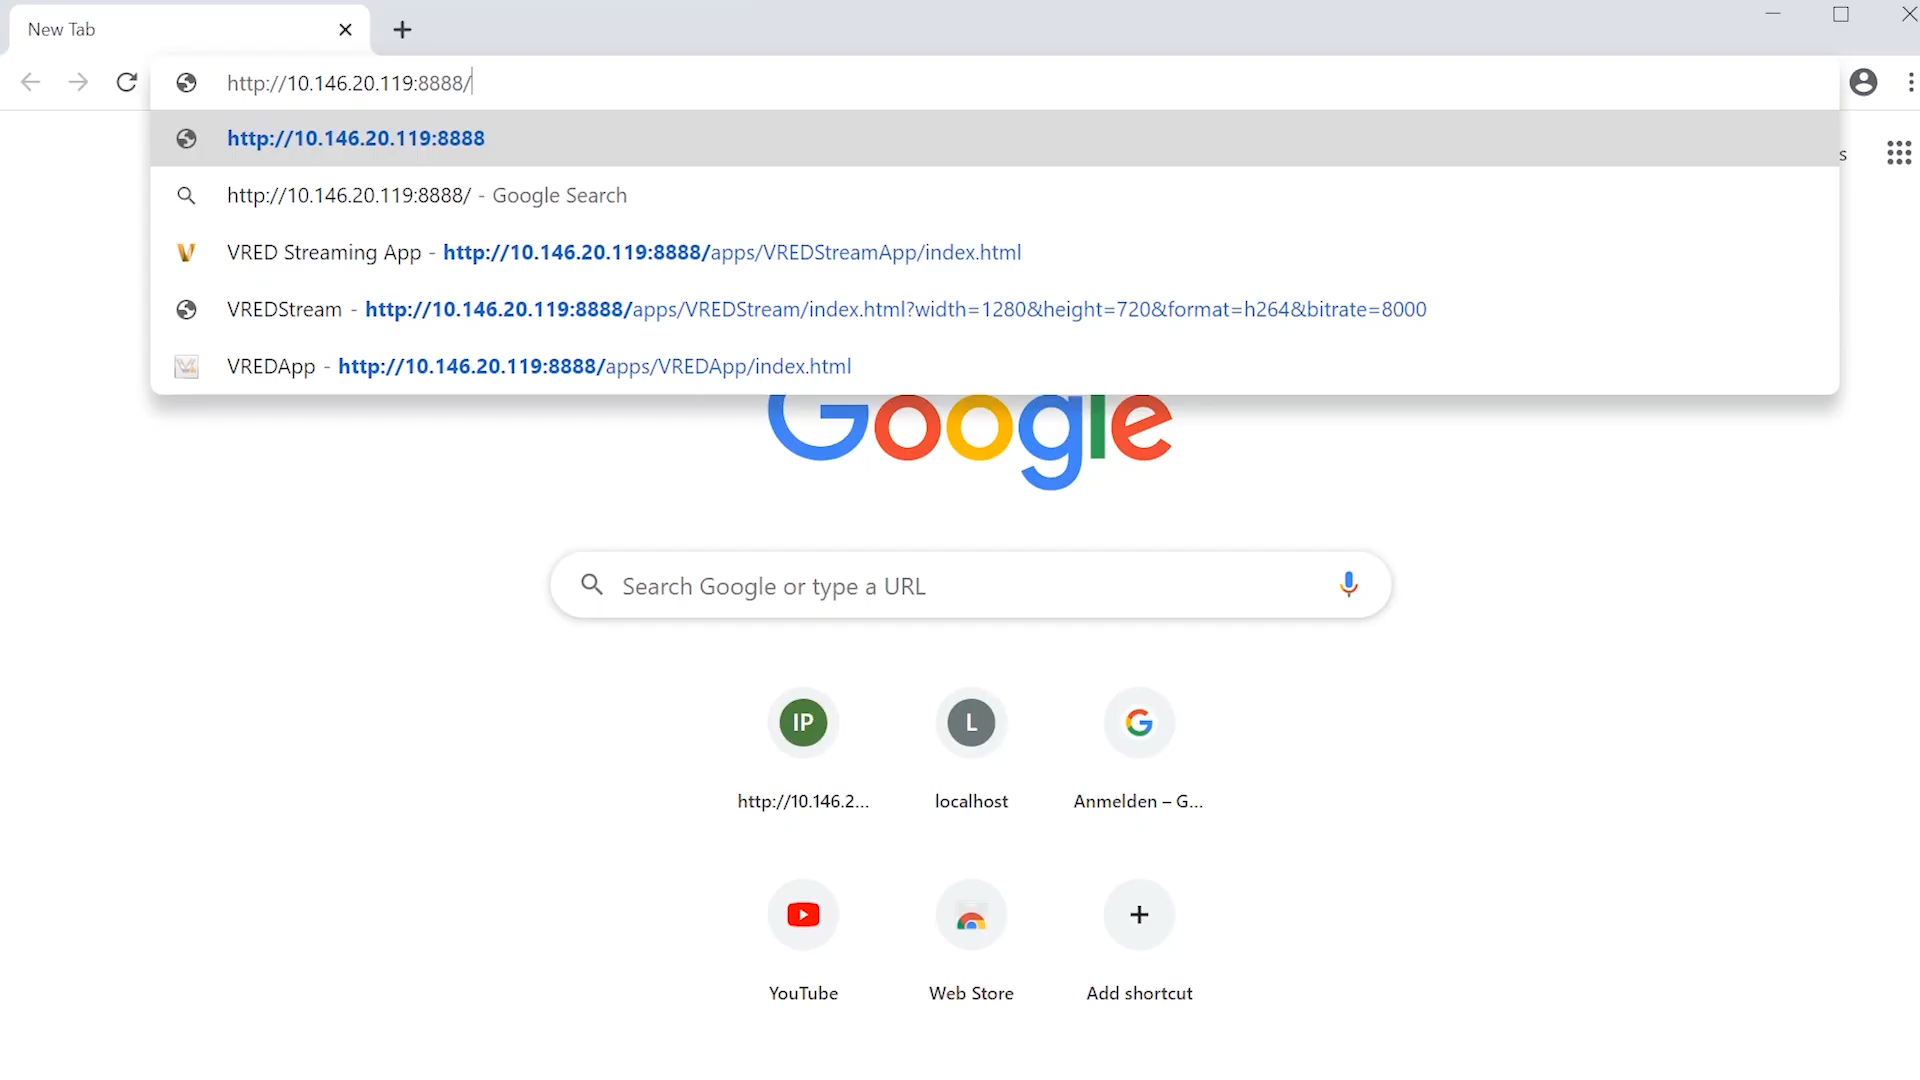 New Tab
http://10.146.20.119:8888/
http://10.146.20.119:8888
s
http://10.146.20.119:8888/ - Google Search
VRED Streaming App - http://10.146.20.119:8888/apps/VREDStreamApp/index.html
VREDStream - http://10.146.20.119:8888/apps/VREDStream/index.html?width=1280&height=720&format=h264&bitrate=8000
VREDApp - http://10.146.20.119:8888/apps/VREDApp/index.html
Google
Search Google or type a URL
IP L G
http://10.146.2... localhost Anmelden – G...
YouTube Web Store Add shortcut